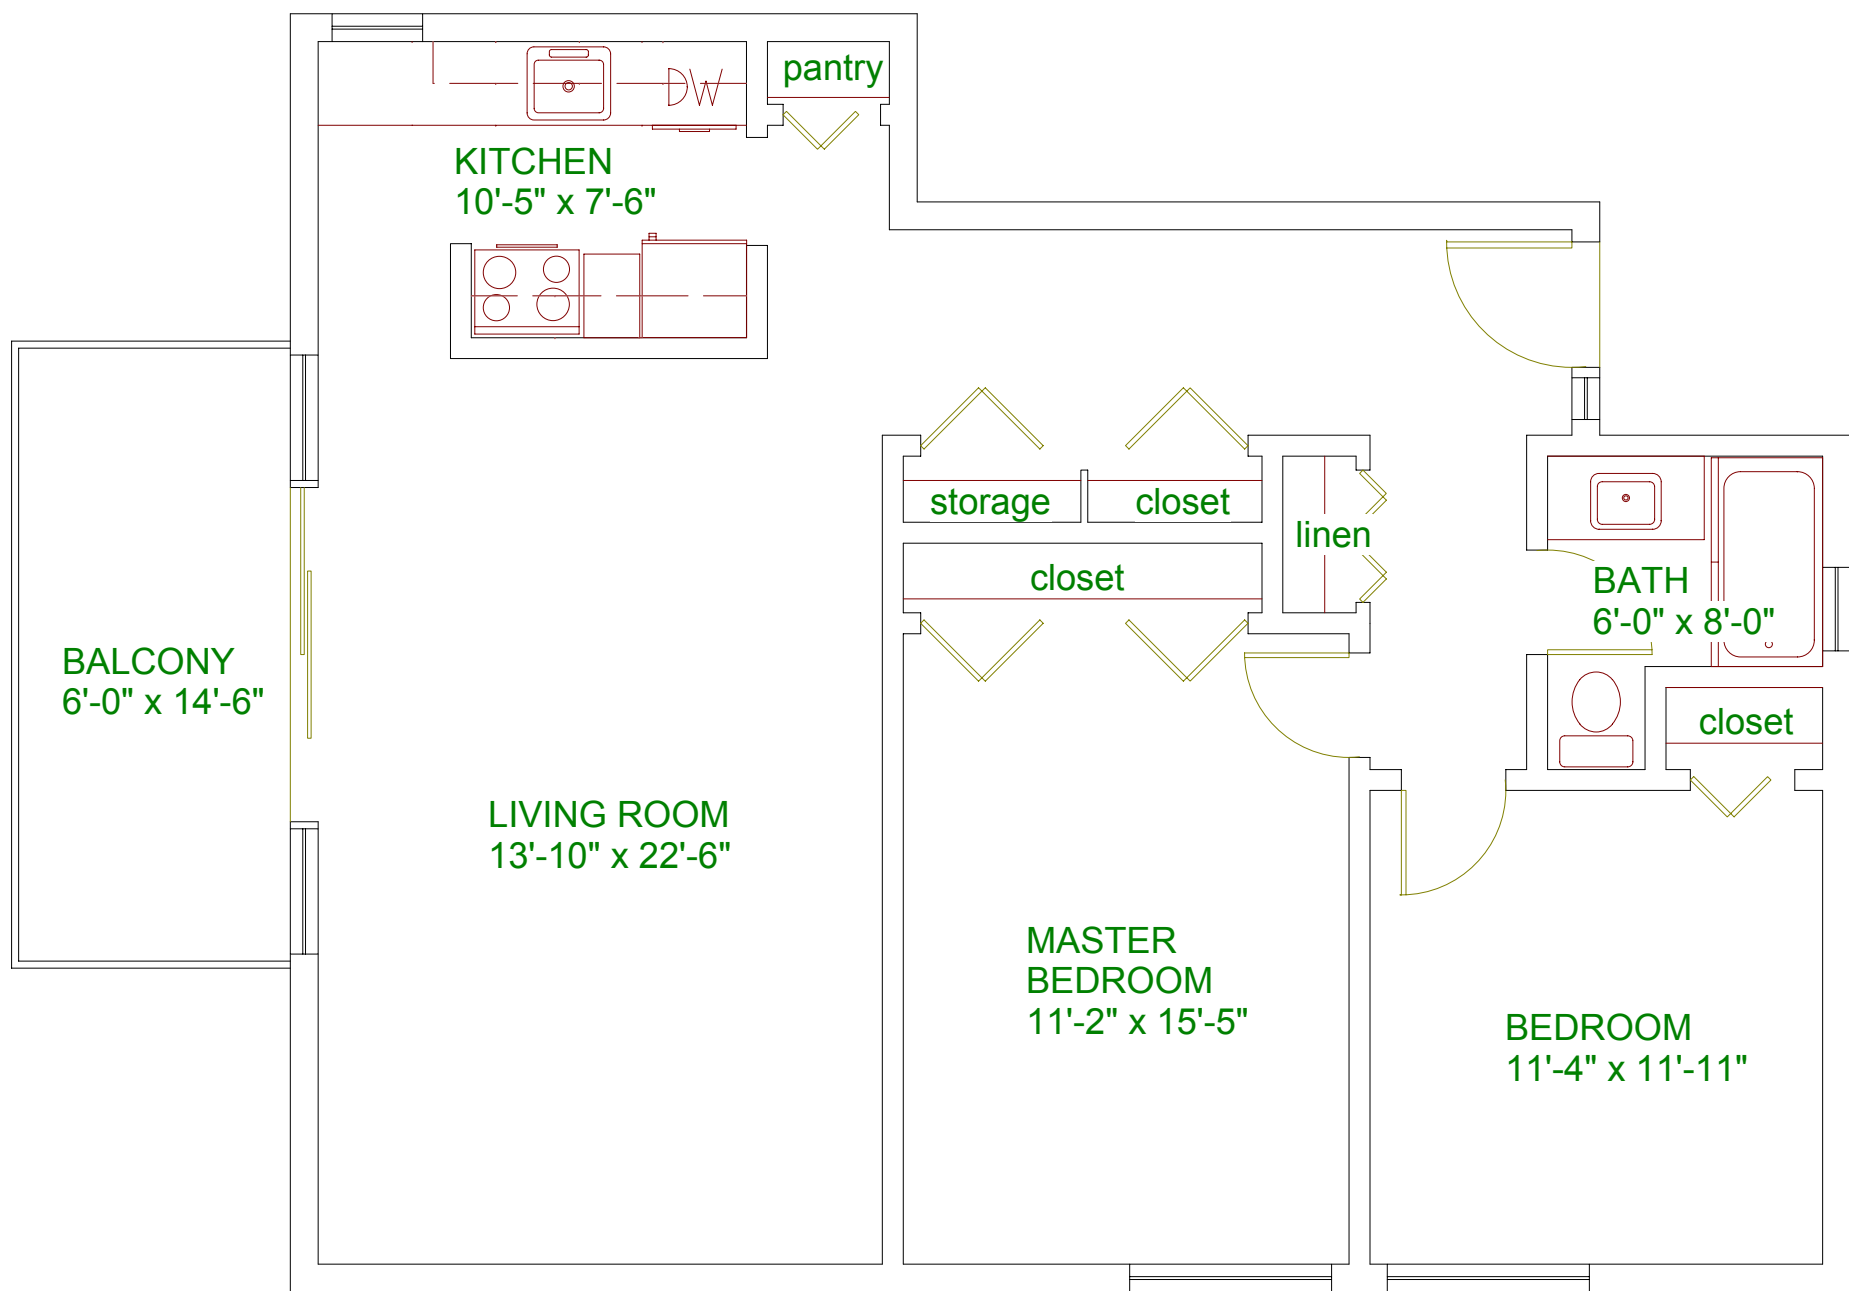 pantry
DW
KITCHEN
10'-5" x 7'-6"
storage
closet
linen
closet
BATH
6'-0" x 8'-0"
BALCONY
6'-0" x 14'-6"
closet
LIVING ROOM
13'-10" x 22'-6"
MASTER
BEDROOM
11'-2" x 15'-5"
BEDROOM
11'-4" x 11'-11"